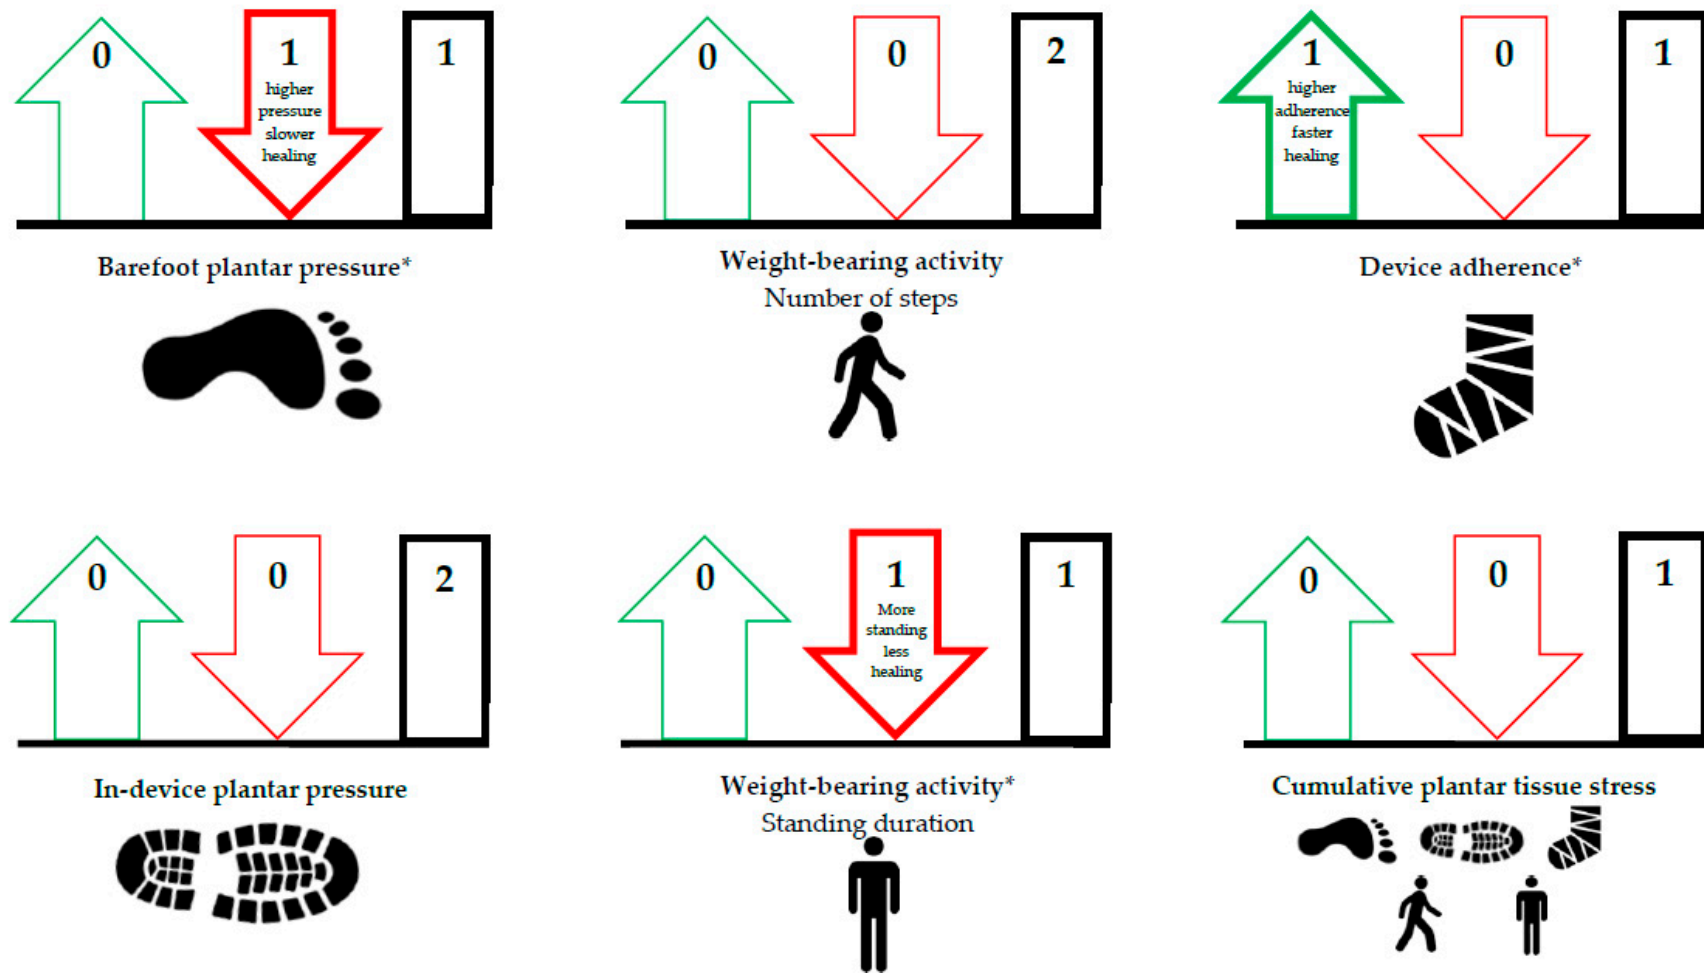 0
1
higher
pressure
slower
healing
1
Barefoot plantar pressure*
0
0
2
Weight-bearing activity
Number of steps
1
higher
adherence
faster
healing
0
1
Device adherence*
0
0
2
In-device plantar pressure
0
1
More
standing
less
healing
1
Weight-bearing activity*
Standing duration
0
0
1
Cumulative plantar tissue stress